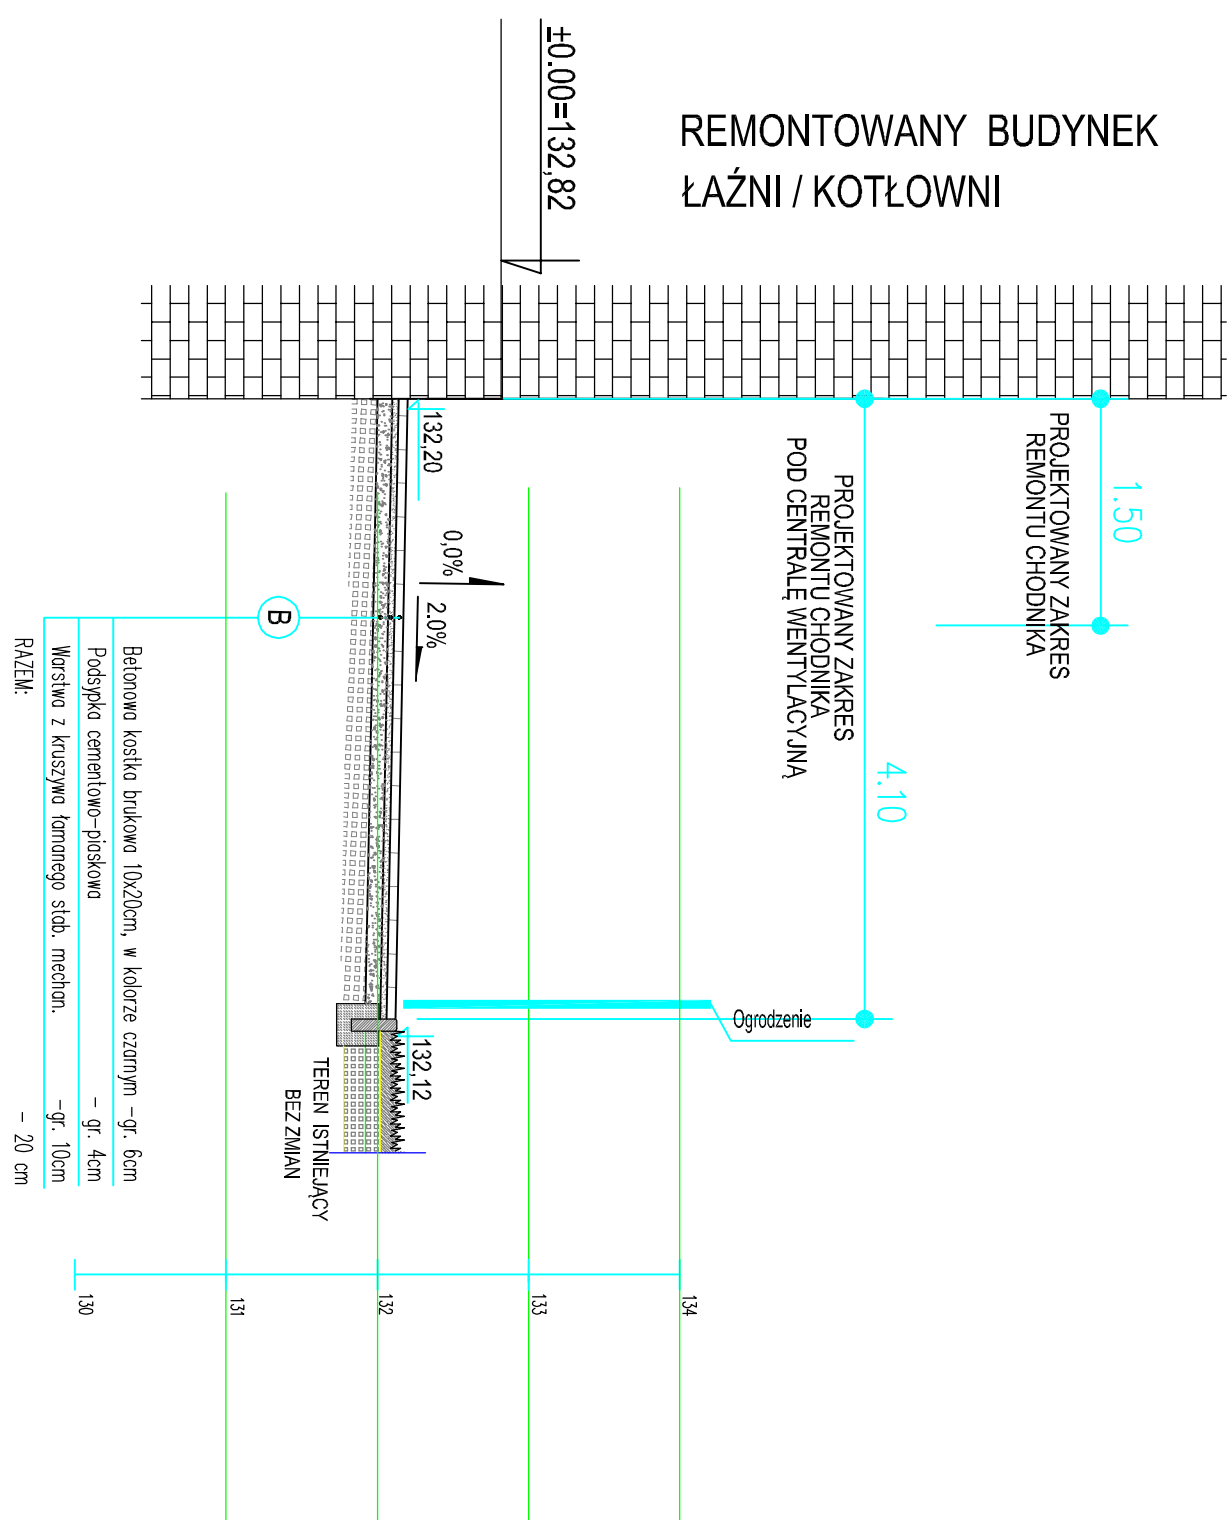 REMONTOWANY BUDYNEK
ŁAŹNI / KOTŁOWNI
±0.00=132,82
1.50
PROJEKTOWANY ZAKRES
REMONTU CHODNIKA
4.10
PROJEKTOWANY ZAKRES
REMONTU CHODNIKA
POD CENTRALĘ WENTYLACYJNĄ
Ogrodzenie
132,20
0,0%
2.0%
132,12
TEREN ISTNIEJĄCY
BEZ ZMIAN
B
Betonowa kostka brukowa 10x20cm, w kolorze czarnym -gr. 6cm
Podsypka cementowo-piaskowa - gr. 4cm
Warstwa z kruszywa łamanego stab. mechan. -gr. 10cm
RAZEM: - 20 cm
134
133
132
131
130